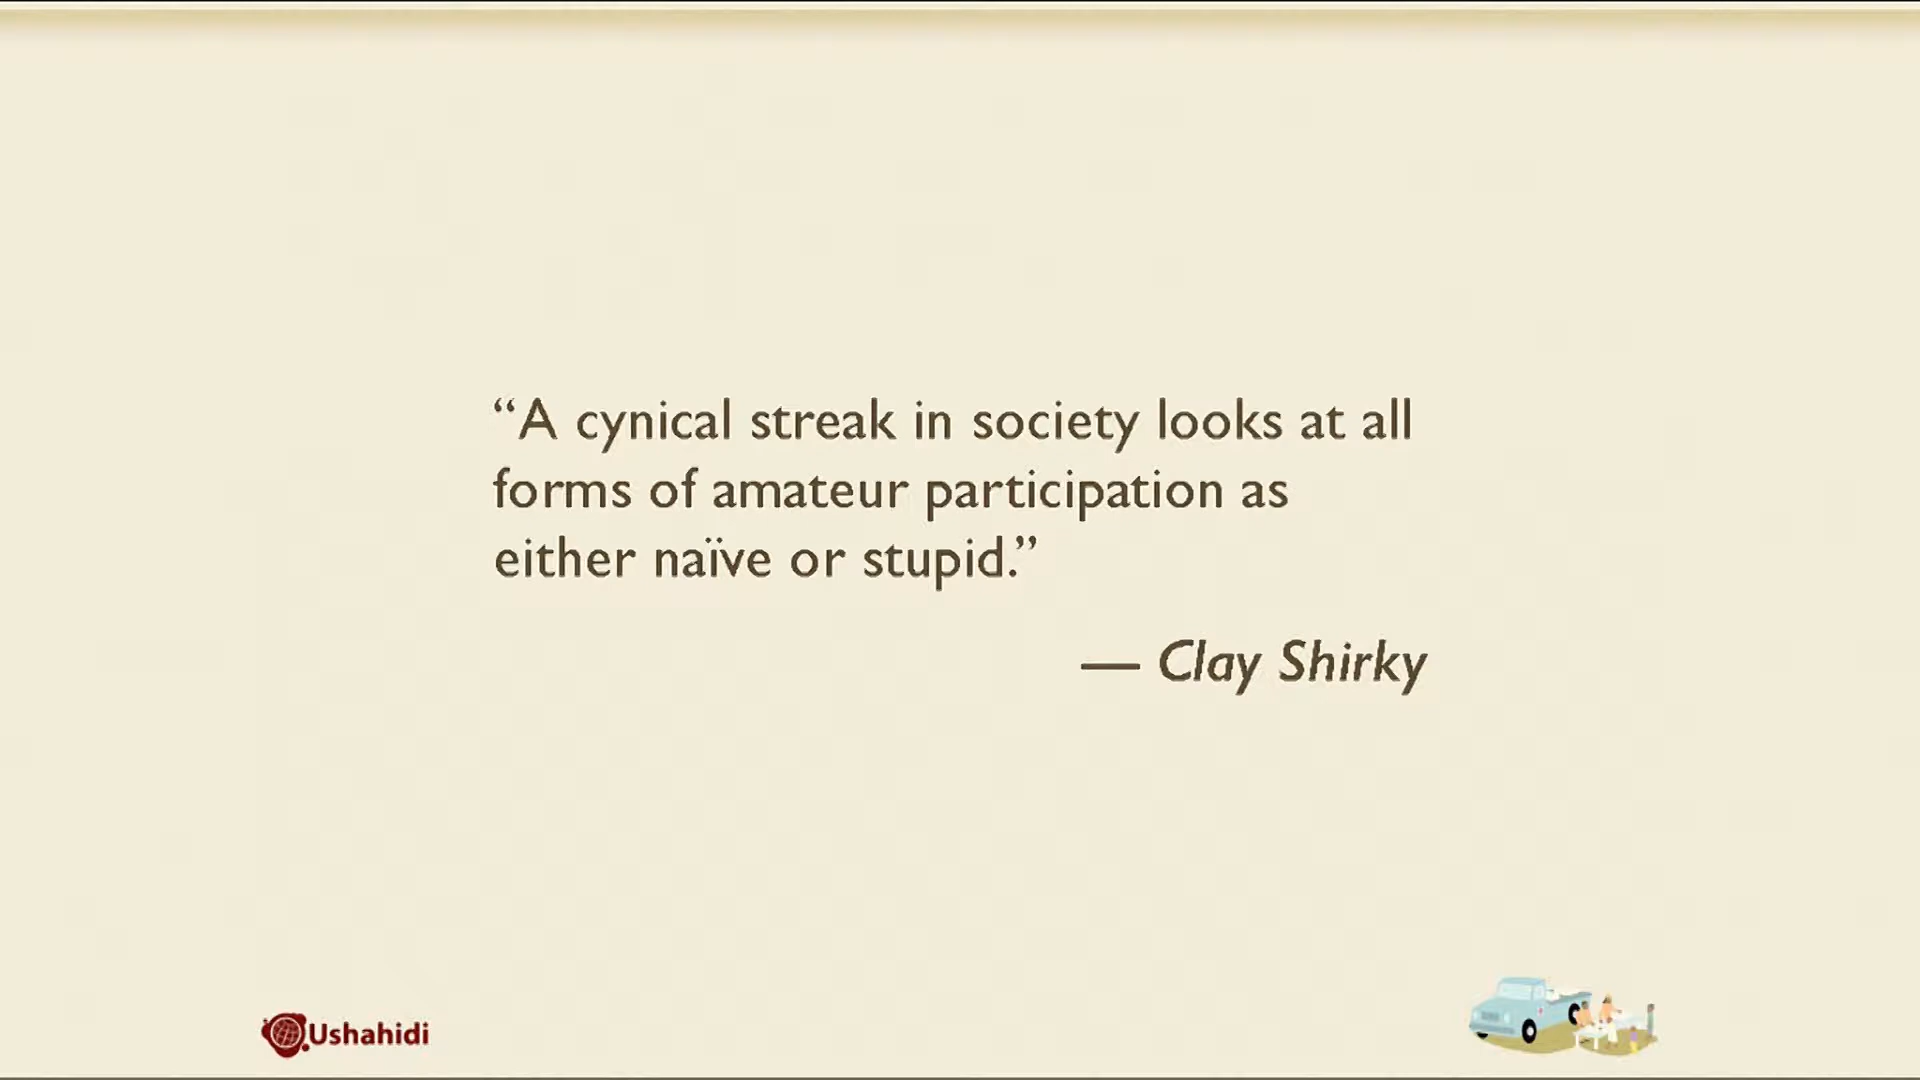 “A cynical streak in society looks at all
forms of amateur participation as
either naïve or stupid.”
— Clay Shirky
Ushahidi